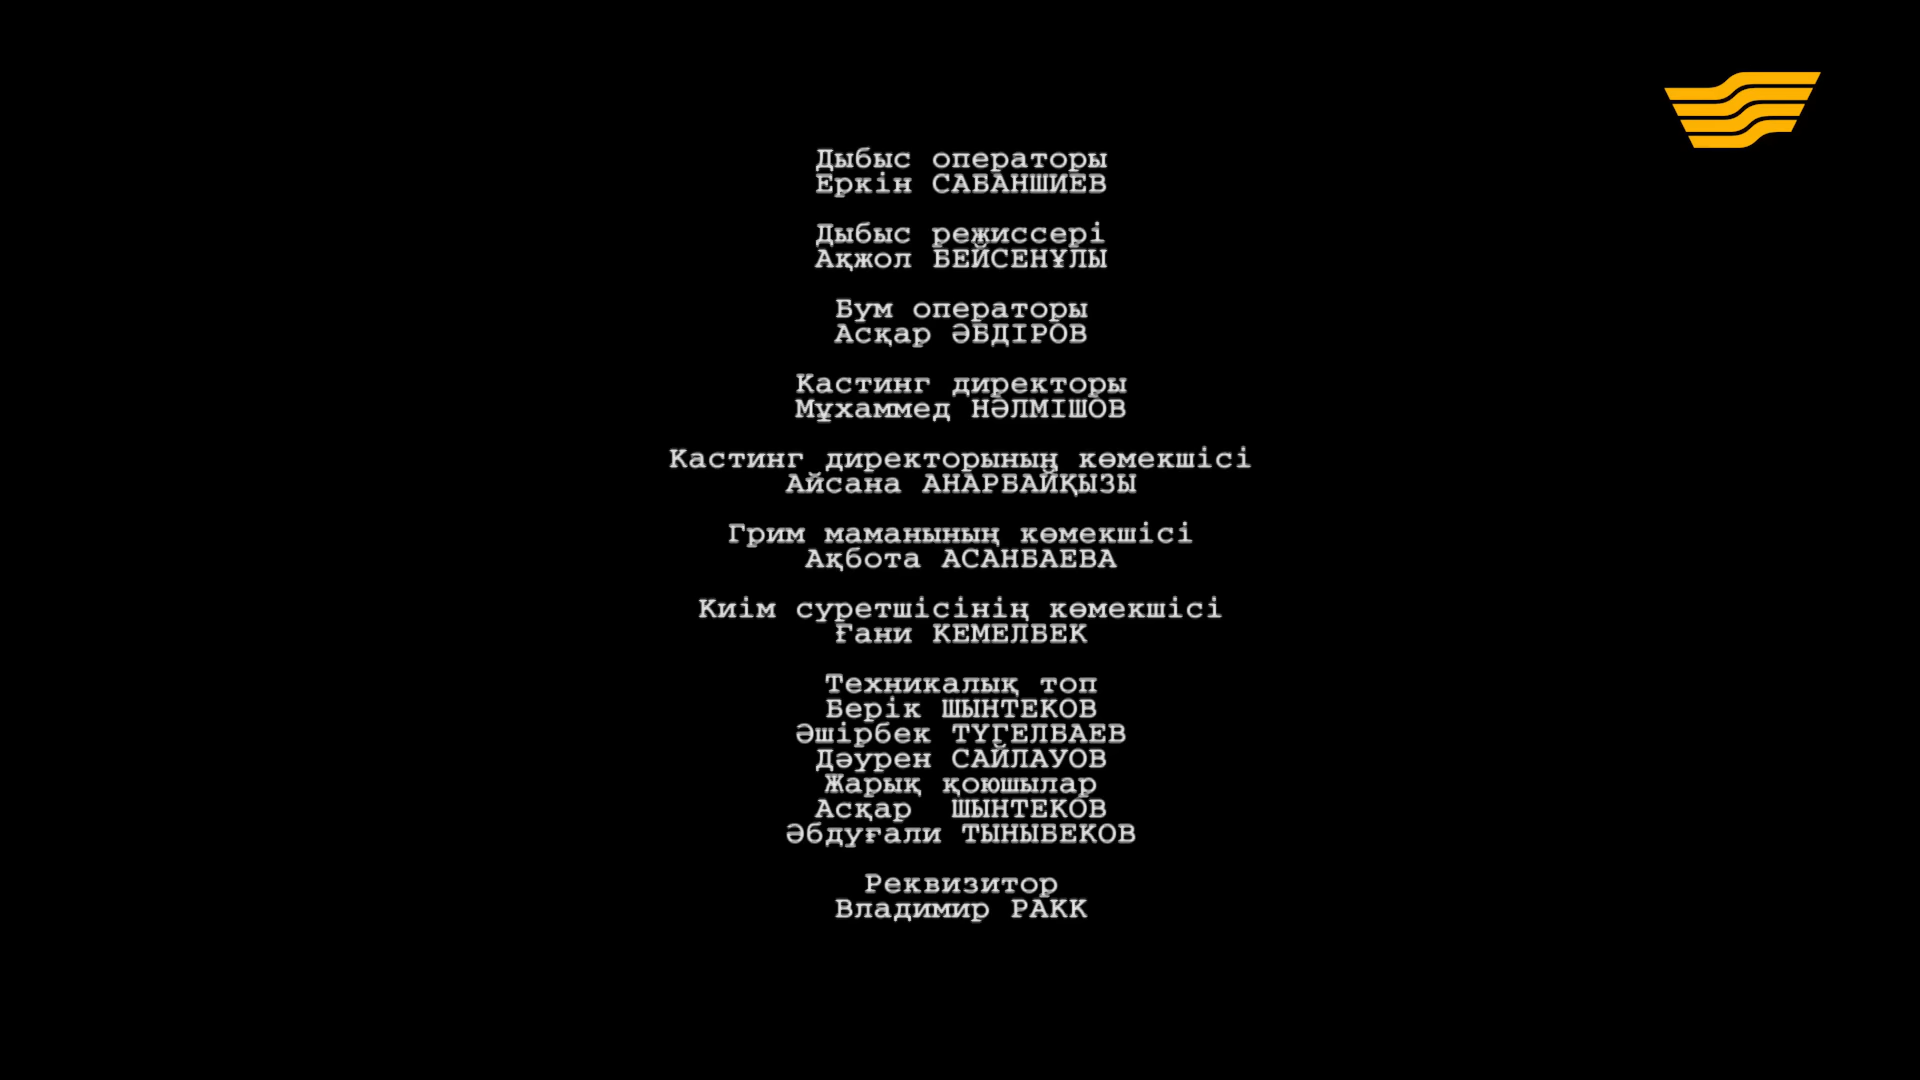 Дыбыс операторы
Еркін САБАНШИЕВ
Дыбыс режиссері
Ақжол БЕЙСЕНҰЛЫ
Бум операторы
Асқар ӘБДІРОВ
Кастинг директоры
Мұхаммед НӘЛМІШОВ
Кастинг директорының көмекшісі
Айсана АНАРБАЙҚЫЗЫ
Грим маманының көмекшісі
Ақбота АСАНБАЕВА
Киім суретшісінің көмекшісі
Ғани КЕМЕЛБЕК
Техникалық топ
Берік ШЫНТЕКОВ
Әшірбек ТҮГЕЛБАЕВ
Дәурен САЙЛАУОВ
Жарық қоюшылар
Асқар  ШЫНТЕКОВ
Әбдуғали ТЫНЫБЕКОВ
Реквизитор
Владимир РАКК